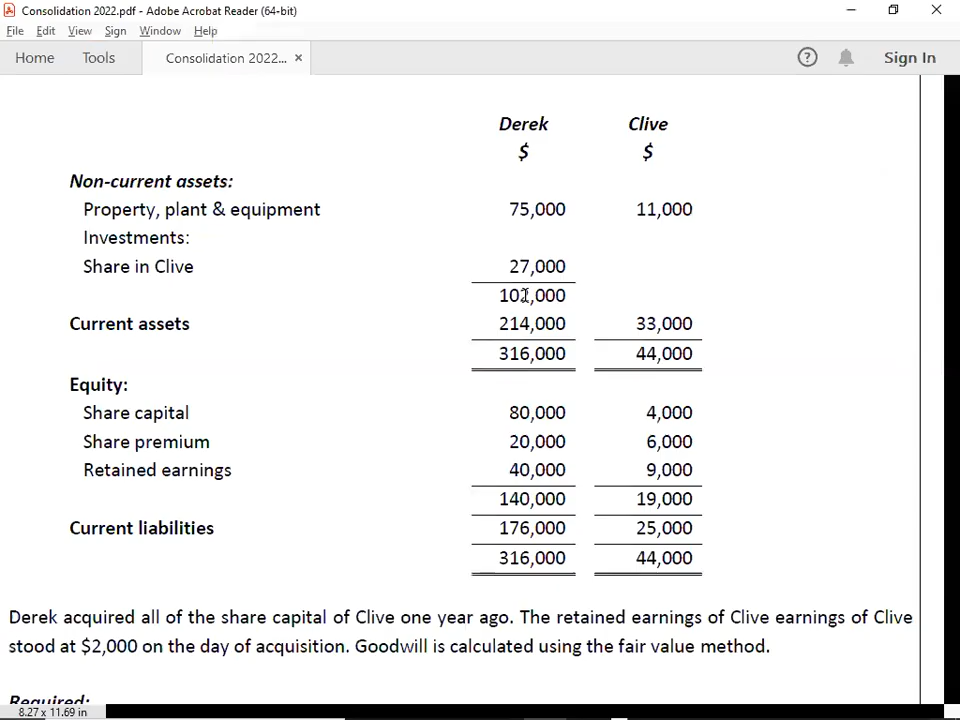 Consolidation 2022.pdf - Adobe Acrobat Reader (64-bit)
File Edit View Sign Window Help
Home Tools Consolidation 2022... × Sign In
Derek Clive
$ $
Non-current assets:
Property, plant & equipment 75,000 11,000
Investments:
Share in Clive 27,000
102,000
Current assets 214,000 33,000
316,000 44,000
Equity:
Share capital 80,000 4,000
Share premium 20,000 6,000
Retained earnings 40,000 9,000
140,000 19,000
Current liabilities 176,000 25,000
316,000 44,000
Derek acquired all of the share capital of Clive one year ago. The retained earnings of Clive earnings of Clive
stood at $2,000 on the day of acquisition. Goodwill is calculated using the fair value method.
Required:
8.27 x 11.69 in